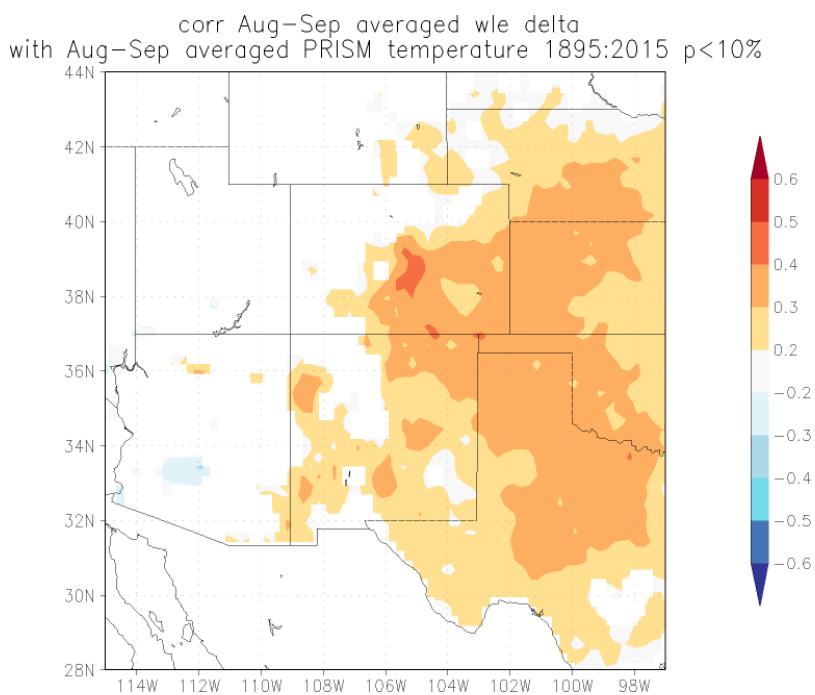 corr Aug-Sep averaged wle delta
with Aug-Sep averaged PRISM temperature 1895:2015 p<10%
44N
42N
40N
38N
36N
34N
32N
30N
28N
114W 112W 110W 108W 106W 104W 102W 100W 98W
0.6
0.5
0.4
0.3
0.2
-0.2
-0.3
-0.4
-0.5
-0.6